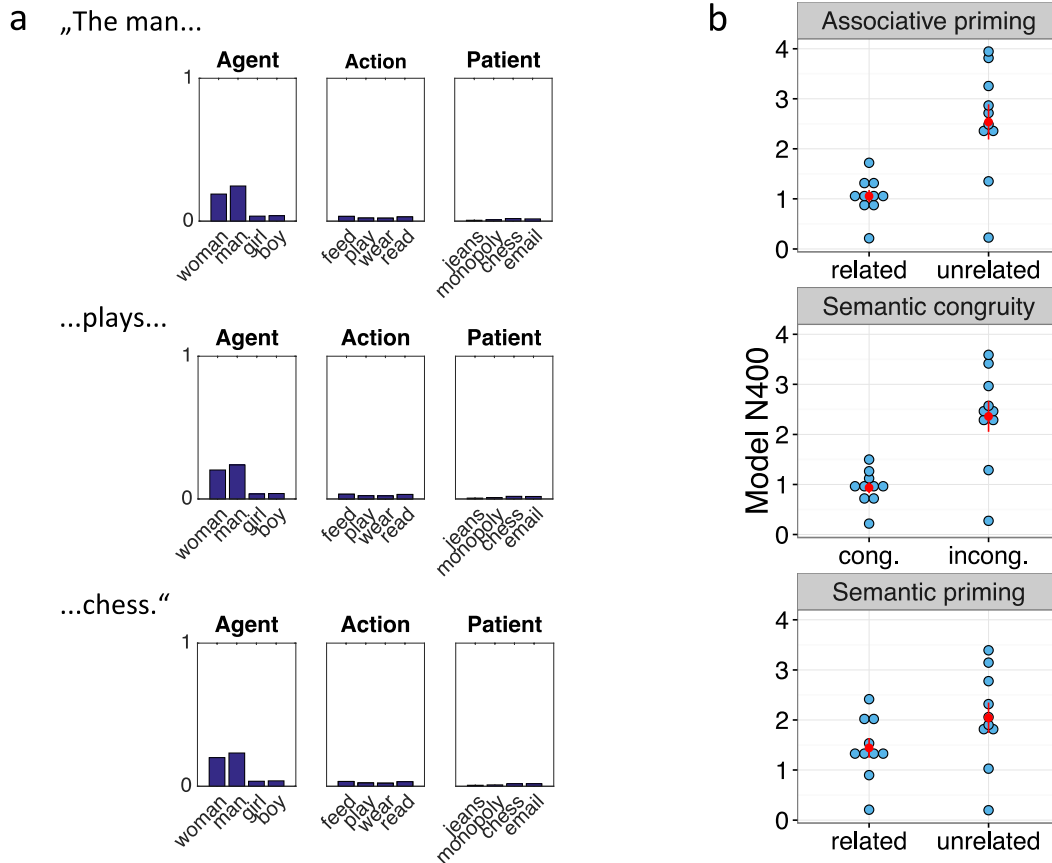 a
„The man...
Agent Action Patient
1
0
woman man girl boy
feed play wear read
jeans monopoly chess email
...plays...
Agent Action Patient
1
0
woman man girl boy
feed play wear read
jeans monopoly chess email
...chess.“
Agent Action Patient
1
0
woman man girl boy
feed play wear read
jeans monopoly chess email
b
Model N400
Associative priming
4
3
2
1
0
related unrelated
Semantic congruity
4
3
2
1
0
cong. incong.
Semantic priming
4
3
2
1
0
related unrelated